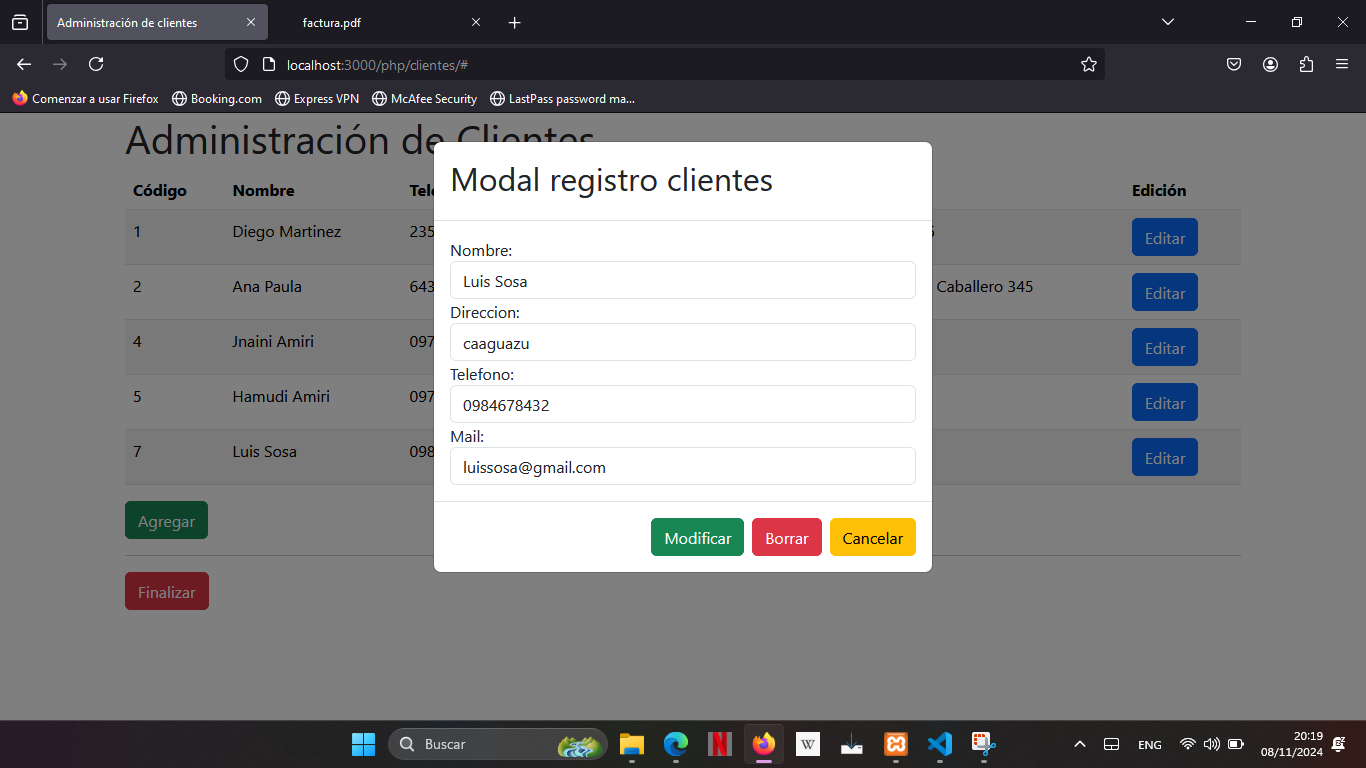 Administración de clientes
factura.pdf
localhost:3000/php/clientes/#
Comenzar a usar Firefox Booking.com Express VPN McAfee Security LastPass password ma...
Administración de Clientes
Código Nombre Edición
1 Diego Martinez 235 Editar
2 Ana Paula 643 Caballero 345 Editar
4 Jnaini Amiri 097 Editar
5 Hamudi Amiri 097 Editar
7 Luis Sosa 098 Editar
Agregar
Finalizar
Modal registro clientes
Nombre:
Luis Sosa
Direccion:
caaguazu
Telefono:
0984678432
Mail:
luissosa@gmail.com
Modificar Borrar Cancelar
Buscar
W
ENG
20:19
08/11/2024